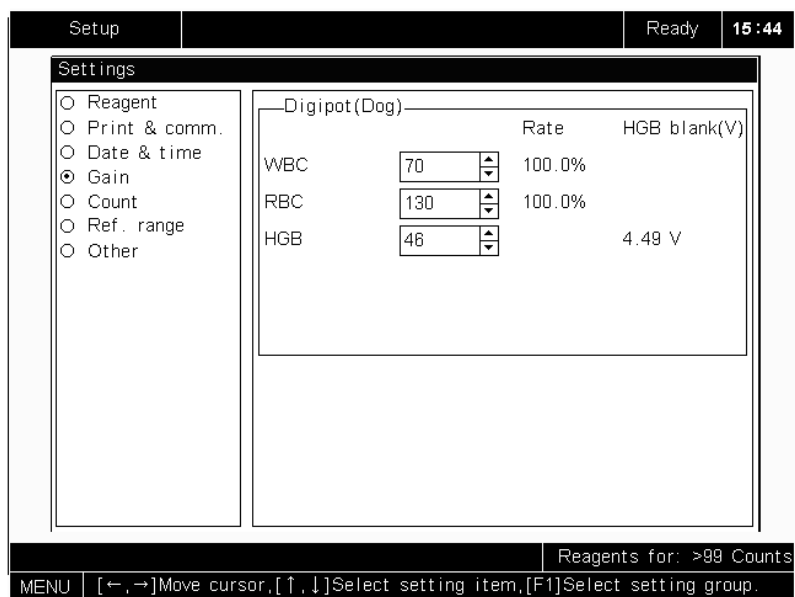 Setup Ready 15:44
Settings
Reagent
Print & comm.
Date & time
Gain
Count
Ref. range
Other
Digipot(Dog)
Rate HGB blank(V)
WBC 70 100.0%
RBC 130 100.0%
HGB 46 4.49 V
Reagents for: >99 Counts
MENU [←,→]Move cursor,[↑,↓]Select setting item,[F1]Select setting group.